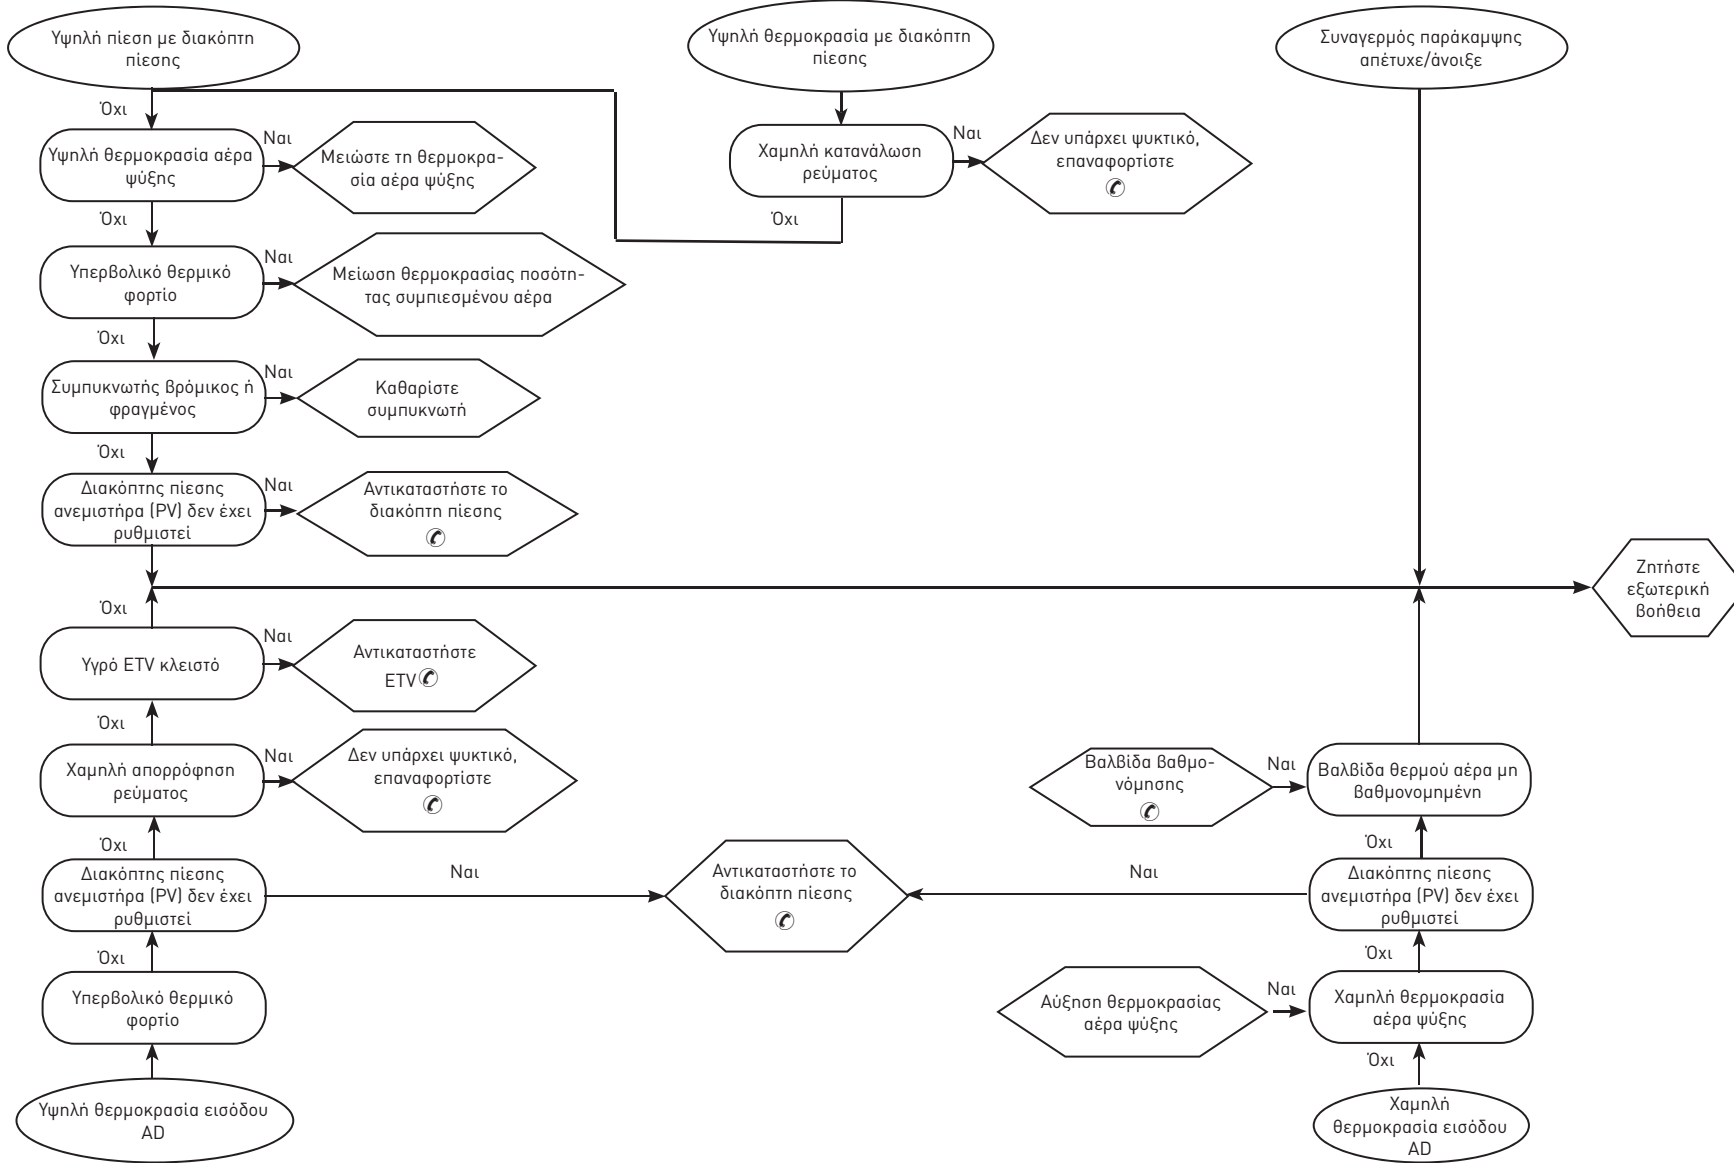 Υψηλή πίεση με διακόπτη
πίεσης
Όχι
Υψηλή θερμοκρασία αέρα
ψύξης
Ναι
Μειώστε τη θερμοκρα-
σία αέρα ψύξης
Όχι
Υπερβολικό θερμικό
φορτίο
Ναι
Μείωση θερμοκρασίας ποσότη-
τας συμπιεσμένου αέρα
Όχι
Συμπυκνωτής βρόμικος ή
φραγμένος
Ναι
Καθαρίστε
συμπυκνωτή
Όχι
Διακόπτης πίεσης
ανεμιστήρα (PV) δεν έχει
ρυθμιστεί
Ναι
Αντικαταστήστε το
διακόπτη πίεσης
Υψηλή θερμοκρασία με διακόπτη
πίεσης
Χαμηλή κατανάλωση
ρεύματος
Ναι
Δεν υπάρχει ψυκτικό,
επαναφορτίστε
Όχι
Συναγερμός παράκαμψης
απέτυχε/άνοιξε
Ζητήστε
εξωτερική
βοήθεια
Όχι
Υγρό ETV κλειστό
Ναι
Αντικαταστήστε
ETV
Όχι
Χαμηλή απορρόφηση
ρεύματος
Ναι
Δεν υπάρχει ψυκτικό,
επαναφορτίστε
Όχι
Διακόπτης πίεσης
ανεμιστήρα (PV) δεν έχει
ρυθμιστεί
Ναι
Αντικαταστήστε το
διακόπτη πίεσης
Όχι
Υπερβολικό θερμικό
φορτίο
Υψηλή θερμοκρασία εισόδου
AD
Βαλβίδα βαθμο-
νόμησης
Ναι
Βαλβίδα θερμού αέρα μη
βαθμονομημένη
Όχι
Ναι
Διακόπτης πίεσης
ανεμιστήρα (PV) δεν έχει
ρυθμιστεί
Όχι
Αύξηση θερμοκρασίας
αέρα ψύξης
Ναι
Χαμηλή θερμοκρασία
αέρα ψύξης
Όχι
Χαμηλή
θερμοκρασία εισόδου
AD